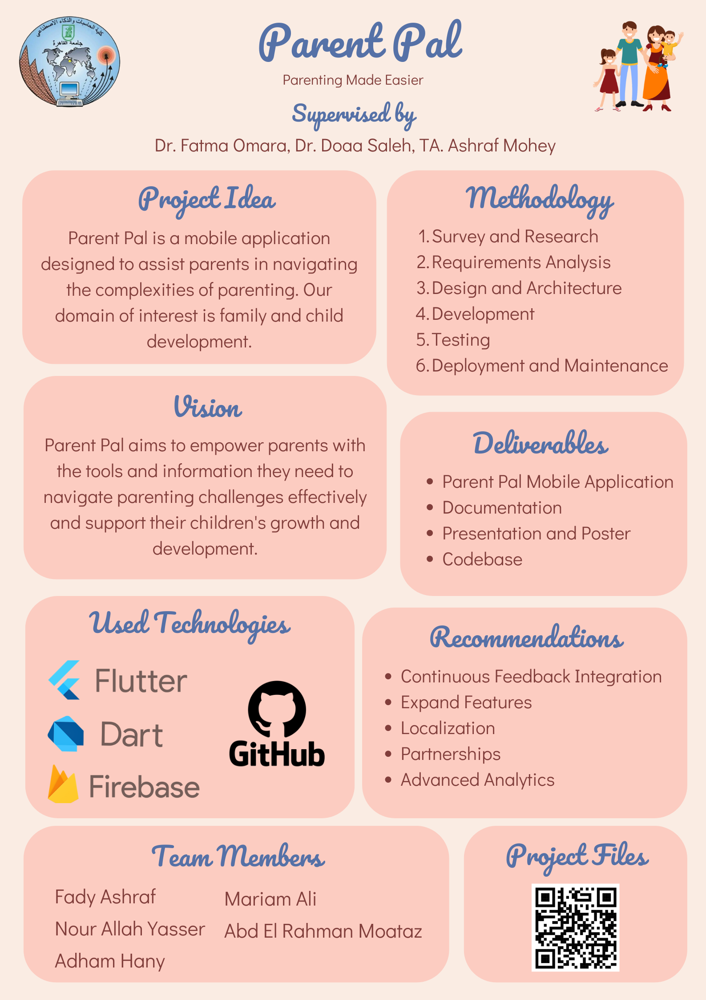 كلية الحاسبات والذكاء الاصطناعي
جامعة القاهرة
Parent Pal
Parenting Made Easier
Supervised by
Dr. Fatma Omara, Dr. Doaa Saleh, TA. Ashraf Mohey
Project Idea
Parent Pal is a mobile application
designed to assist parents in navigating
the complexities of parenting. Our
domain of interest is family and child
development.
Methodology
1. Survey and Research
2. Requirements Analysis
3. Design and Architecture
4. Development
5. Testing
6. Deployment and Maintenance
Vision
Parent Pal aims to empower parents with
the tools and information they need to
navigate parenting challenges effectively
and support their children's growth and
development.
Deliverables
• Parent Pal Mobile Application
• Documentation
• Presentation and Poster
• Codebase
Used Technologies
Flutter
Dart
Firebase
GitHub
Recommendations
• Continuous Feedback Integration
• Expand Features
• Localization
• Partnerships
• Advanced Analytics
Team Members
Fady Ashraf
Nour Allah Yasser
Adham Hany
Mariam Ali
Abd El Rahman Moataz
Project Files